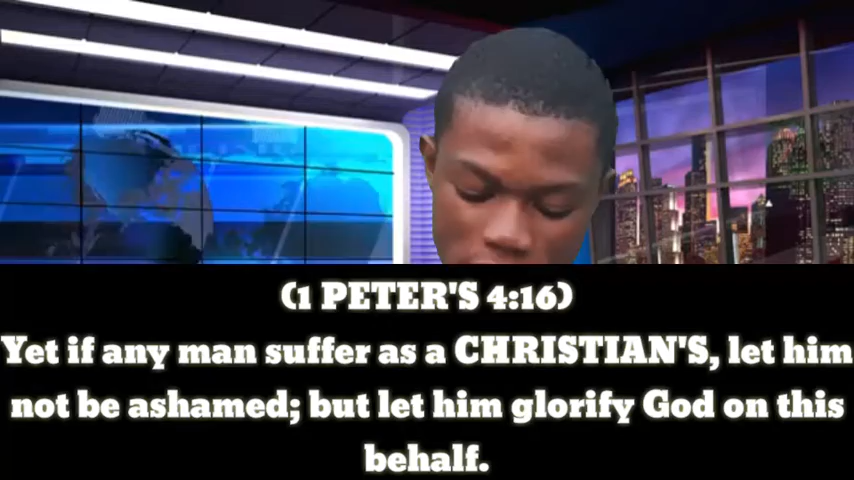 (1 PETER'S 4:16)
Yet if any man suffer as a CHRISTIAN'S, let him
not be ashamed; but let him glorify God on this
behalf.